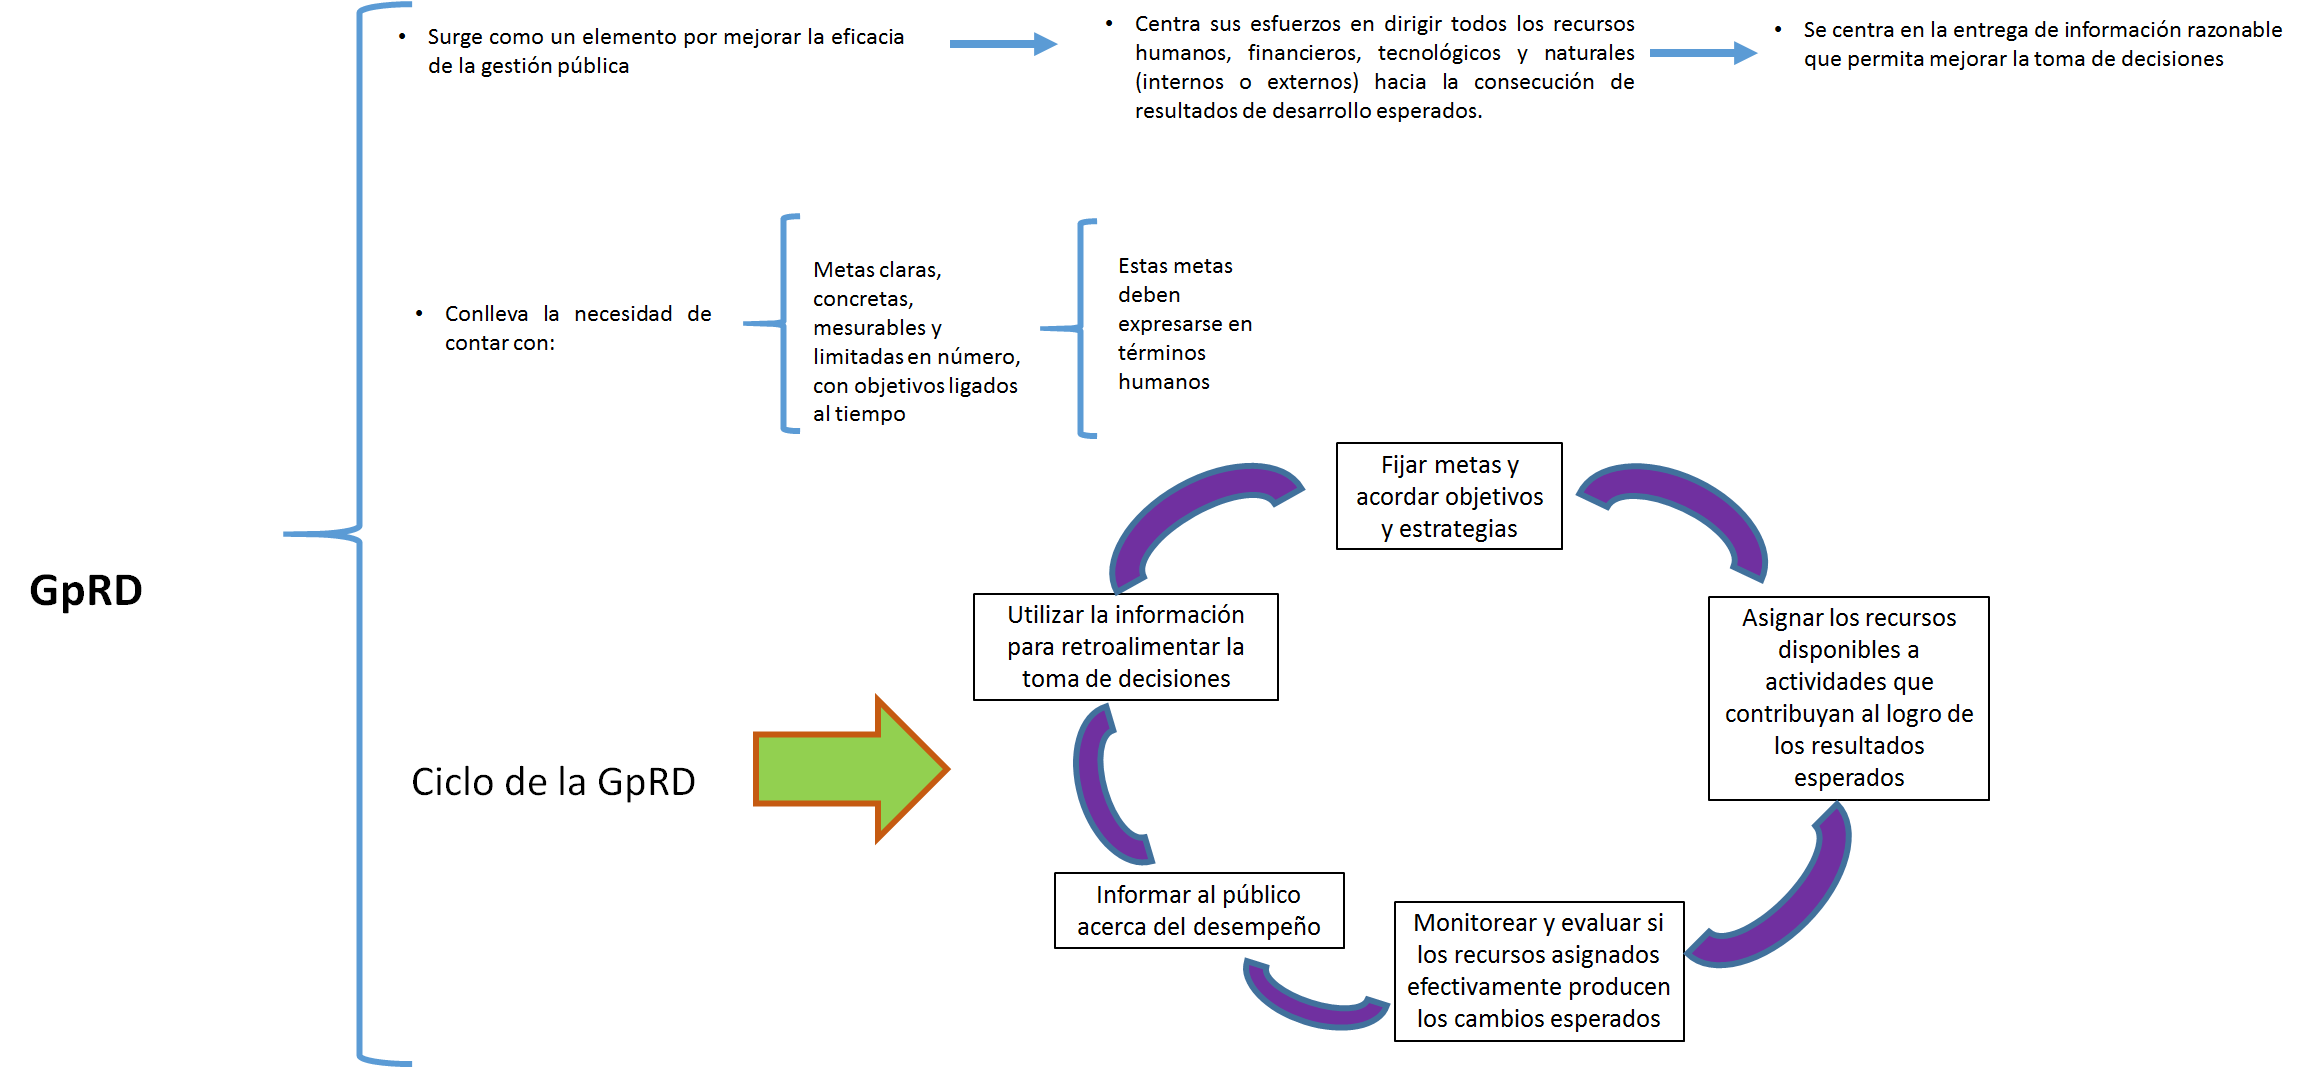 • Surge como un elemento por mejorar la eficacia
de la gestión pública
• Centra sus esfuerzos en dirigir todos los recursos
humanos, financieros, tecnológicos y naturales
(internos o externos) hacia la consecución de
resultados de desarrollo esperados.
• Se centra en la entrega de información razonable
que permita mejorar la toma de decisiones
• Conlleva la necesidad de
contar con:
Metas claras,
concretas,
mesurables y
limitadas en número,
con objetivos ligados
al tiempo
Estas metas
deben
expresarse en
términos
humanos
GpRD
Ciclo de la GpRD
Fijar metas y
acordar objetivos
y estrategias
Asignar los recursos
disponibles a
actividades que
contribuyan al logro de
los resultados
esperados
Monitorear y evaluar si
los recursos asignados
efectivamente producen
los cambios esperados
Informar al público
acerca del desempeño
Utilizar la información
para retroalimentar la
toma de decisiones